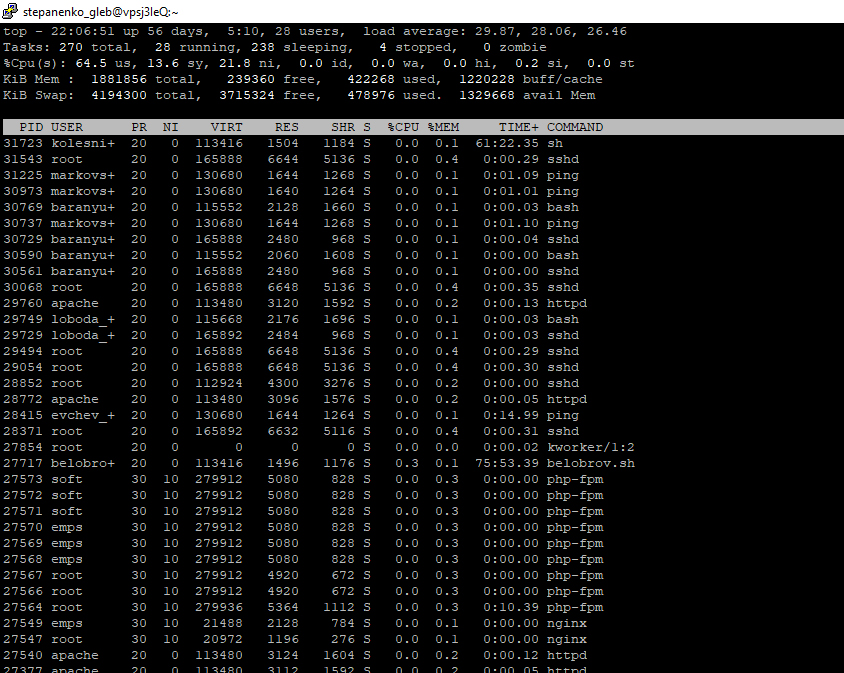 stepanenko_gleb@vpsj3leQ:~
top - 22:06:51 up 56 days,  5:10, 28 users,  load average: 29.87, 28.06, 26.46
Tasks: 270 total,  28 running, 238 sleeping,   4 stopped,   0 zombie
%Cpu(s): 64.5 us, 13.6 sy, 21.8 ni,  0.0 id,  0.0 wa,  0.0 hi,  0.2 si,  0.0 st
KiB Mem :  1881856 total,   239360 free,   422268 used,  1220228 buff/cache
KiB Swap:  4194300 total,  3715324 free,   478976 used.  1329668 avail Mem
PID USER PR NI VIRT RES SHR S %CPU %MEM TIME+ COMMAND
31723 kolesni+ 20 0 113416 1504 1184 S 0.0 0.1 61:22.35 sh
31543 root 20 0 165888 6644 5136 S 0.0 0.4 0:00.29 sshd
31225 markovs+ 20 0 130680 1644 1268 S 0.0 0.1 0:01.09 ping
30973 markovs+ 20 0 130680 1640 1264 S 0.0 0.1 0:01.01 ping
30769 baranyu+ 20 0 115552 2128 1660 S 0.0 0.1 0:00.03 bash
30737 markovs+ 20 0 130680 1644 1268 S 0.0 0.1 0:01.10 ping
30729 baranyu+ 20 0 165888 2480 968 S 0.0 0.1 0:00.04 sshd
30590 baranyu+ 20 0 115552 2060 1608 S 0.0 0.1 0:00.00 bash
30561 baranyu+ 20 0 165888 2480 968 S 0.0 0.1 0:00.00 sshd
30068 root 20 0 165888 6648 5136 S 0.0 0.4 0:00.35 sshd
29760 apache 20 0 113480 3120 1592 S 0.0 0.2 0:00.13 httpd
29749 loboda_+ 20 0 115668 2176 1696 S 0.0 0.1 0:00.03 bash
29729 loboda_+ 20 0 165892 2484 968 S 0.0 0.1 0:00.03 sshd
29494 root 20 0 165888 6648 5136 S 0.0 0.4 0:00.29 sshd
29054 root 20 0 165888 6648 5136 S 0.0 0.4 0:00.30 sshd
28852 root 20 0 112924 4300 3276 S 0.0 0.2 0:00.00 sshd
28772 apache 20 0 113480 3096 1576 S 0.0 0.2 0:00.05 httpd
28415 evchev_+ 20 0 130680 1644 1264 S 0.0 0.1 0:14.99 ping
28371 root 20 0 165892 6632 5116 S 0.0 0.4 0:00.31 sshd
27854 root 20 0 0 0 0 S 0.0 0.0 0:00.02 kworker/1:2
27717 belobro+ 20 0 113416 1496 1176 S 0.3 0.1 75:53.39 belobrov.sh
27573 soft 30 10 279912 5080 828 S 0.0 0.3 0:00.00 php-fpm
27572 soft 30 10 279912 5080 828 S 0.0 0.3 0:00.00 php-fpm
27571 soft 30 10 279912 5080 828 S 0.0 0.3 0:00.00 php-fpm
27570 emps 30 10 279912 5080 828 S 0.0 0.3 0:00.00 php-fpm
27569 emps 30 10 279912 5080 828 S 0.0 0.3 0:00.00 php-fpm
27568 emps 30 10 279912 5080 828 S 0.0 0.3 0:00.00 php-fpm
27567 root 30 10 279912 4920 672 S 0.0 0.3 0:00.00 php-fpm
27566 root 30 10 279912 4920 672 S 0.0 0.3 0:00.00 php-fpm
27564 root 30 10 279936 5364 1112 S 0.0 0.3 0:10.39 php-fpm
27549 emps 30 10 21488 2128 784 S 0.0 0.1 0:00.00 nginx
27547 root 30 10 20972 1196 276 S 0.0 0.1 0:00.00 nginx
27540 apache 20 0 113480 3124 1604 S 0.0 0.2 0:00.12 httpd
27377 apache 20 0 113480 3112 1592 S 0.0 0.2 0:00.05 httpd